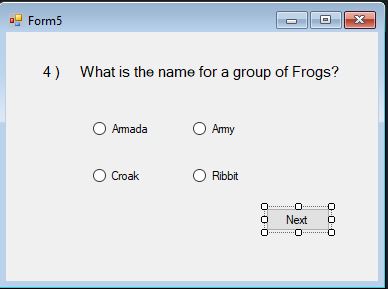 Form5
4 )     What is the name for a group of Frogs?
Armada     Army
Croak     Ribbit
Next